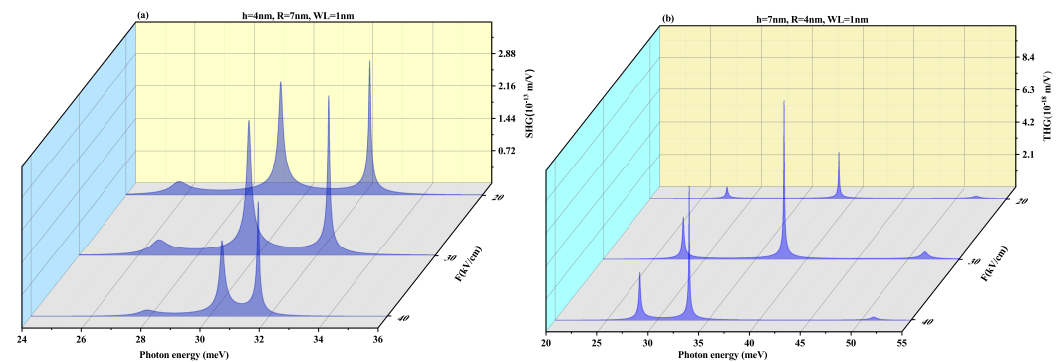 (a)
h=4nm, R=7nm, WL=1nm
2.88
2.16
1.44
0.72
SHG(10⁻¹³ m/V)
20
30
40
F(kV/cm)
24 26 28 30 32 34 36
Photon energy (meV)
(b)
h=7nm, R=4nm, WL=1nm
8.4
6.3
4.2
2.1
THG(10⁻¹⁸ m/V)
20
30
40
F(kV/cm)
20 25 30 35 40 45 50 55
Photon energy (meV)